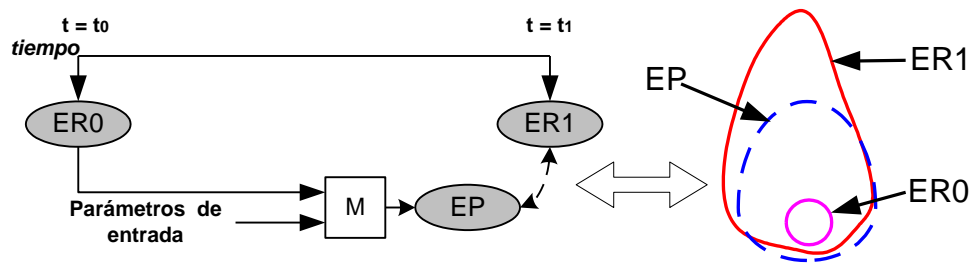 t = t0
t = t1
tiempo
ER0
ER1
Parámetros de
entrada
M
EP
ER1
EP
ER0